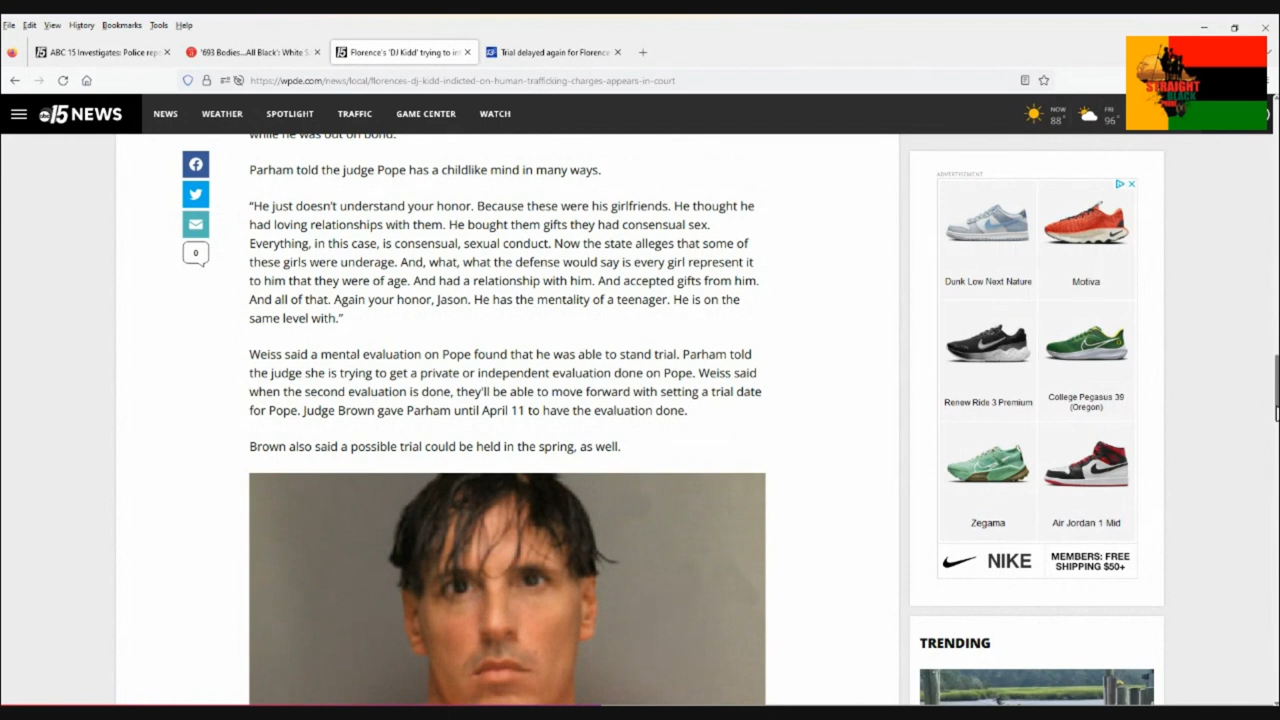 File Edit View History Bookmarks Tools Help
ABC 15 Investigates: Police rep
'693 Bodies...All Black's White S
Florence's 'DJ Kidd' trying to in
Trial delayed again for Florence
https://wpde.com/news/local/florences-dj-kidd-indicted-on-human-trafficking-charges-appears-in-court
abc 15 NEWS
NEWS WEATHER SPOTLIGHT TRAFFIC GAME CENTER WATCH
NOW 88°
FRI 96°
STRAIGHT
BLACK
PRIDE
while he was out on bond.
Parham told the judge Pope has a childlike mind in many ways.
“He just doesn’t understand your honor. Because these were his girlfriends. He thought he
had loving relationships with them. He bought them gifts they had consensual sex.
Everything, in this case, is consensual, sexual conduct. Now the state alleges that some of
these girls were underage. And, what, what the defense would say is every girl represent it
to him that they were of age. And had a relationship with him. And accepted gifts from him.
And all of that. Again your honor, Jason. He has the mentality of a teenager. He is on the
same level with.”
0
Weiss said a mental evaluation on Pope found that he was able to stand trial. Parham told
the judge she is trying to get a private or independent evaluation done on Pope. Weiss said
when the second evaluation is done, they'll be able to move forward with setting a trial date
for Pope. Judge Brown gave Parham until April 11 to have the evaluation done.
Brown also said a possible trial could be held in the spring, as well.
ADVERTISEMENT
Dunk Low Next Nature
Motiva
Renew Ride 3 Premium
College Pegasus 39
(Oregon)
Zegama
Air Jordan 1 Mid
NIKE
MEMBERS: FREE
SHIPPING $50+
TRENDING